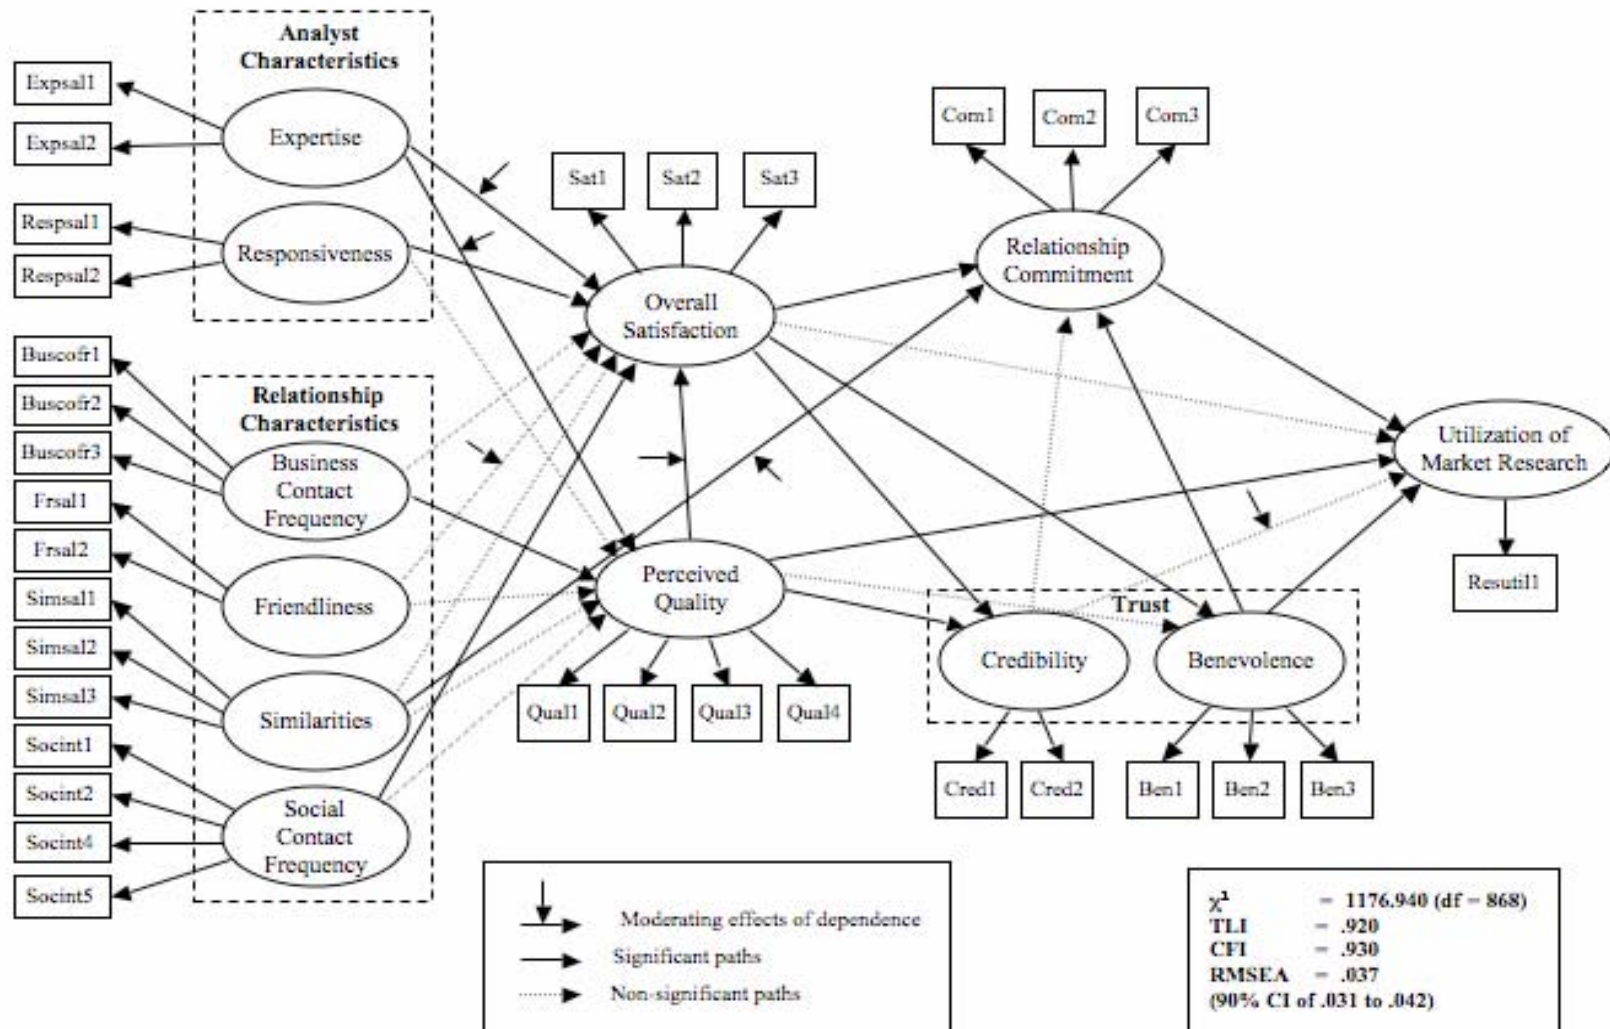 Analyst
Characteristics
Expsal1
Expsal2
Expertise
Respsal1
Respsal2
Responsiveness
Buscofr1
Buscofr2
Buscofr3
Frsal1
Frsal2
Simsal1
Simsal2
Simsal3
Socint1
Socint2
Socint4
Socint5
Relationship
Characteristics
Business
Contact
Frequency
Friendliness
Similarities
Social
Contact
Frequency
Sat1
Sat2
Sat3
Overall
Satisfaction
Perceived
Quality
Qual1
Qual2
Qual3
Qual4
Com1
Com2
Com3
Relationship
Commitment
Trust
Credibility
Benevolence
Cred1
Cred2
Ben1
Ben2
Ben3
Utilization of
Market Research
Resutil1
Moderating effects of dependence
Significant paths
Non-significant paths
χ² = 1176.940 (df = 868)
TLI = .920
CFI = .930
RMSEA = .037
(90% CI of .031 to .042)